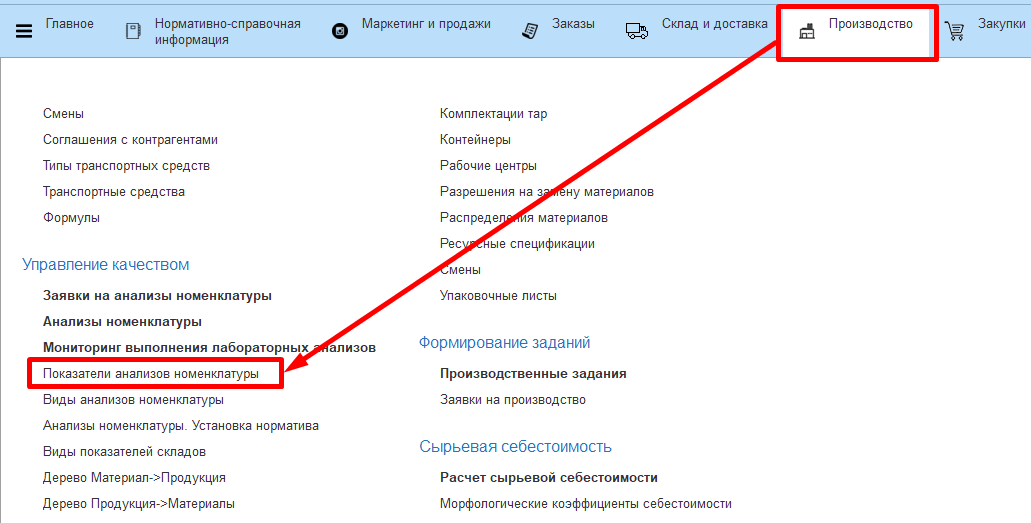 Главное
Нормативно-справочная
информация
Маркетинг и продажи
Заказы
Склад и доставка
Производство
Закупки
Смены
Соглашения с контрагентами
Типы транспортных средств
Транспортные средства
Формулы
Управление качеством
Заявки на анализы номенклатуры
Анализы номенклатуры
Мониторинг выполнения лабораторных анализов
Показатели анализов номенклатуры
Виды анализов номенклатуры
Анализы номенклатуры. Установка норматива
Виды показателей складов
Дерево Материал->Продукция
Дерево Продукция->Материалы
Комплектации тар
Контейнеры
Рабочие центры
Разрешения на замену материалов
Распределения материалов
Ресурсные спецификации
Смены
Упаковочные листы
Формирование заданий
Производственные задания
Заявки на производство
Сырьевая себестоимость
Расчет сырьевой себестоимости
Морфологические коэффициенты себестоимости